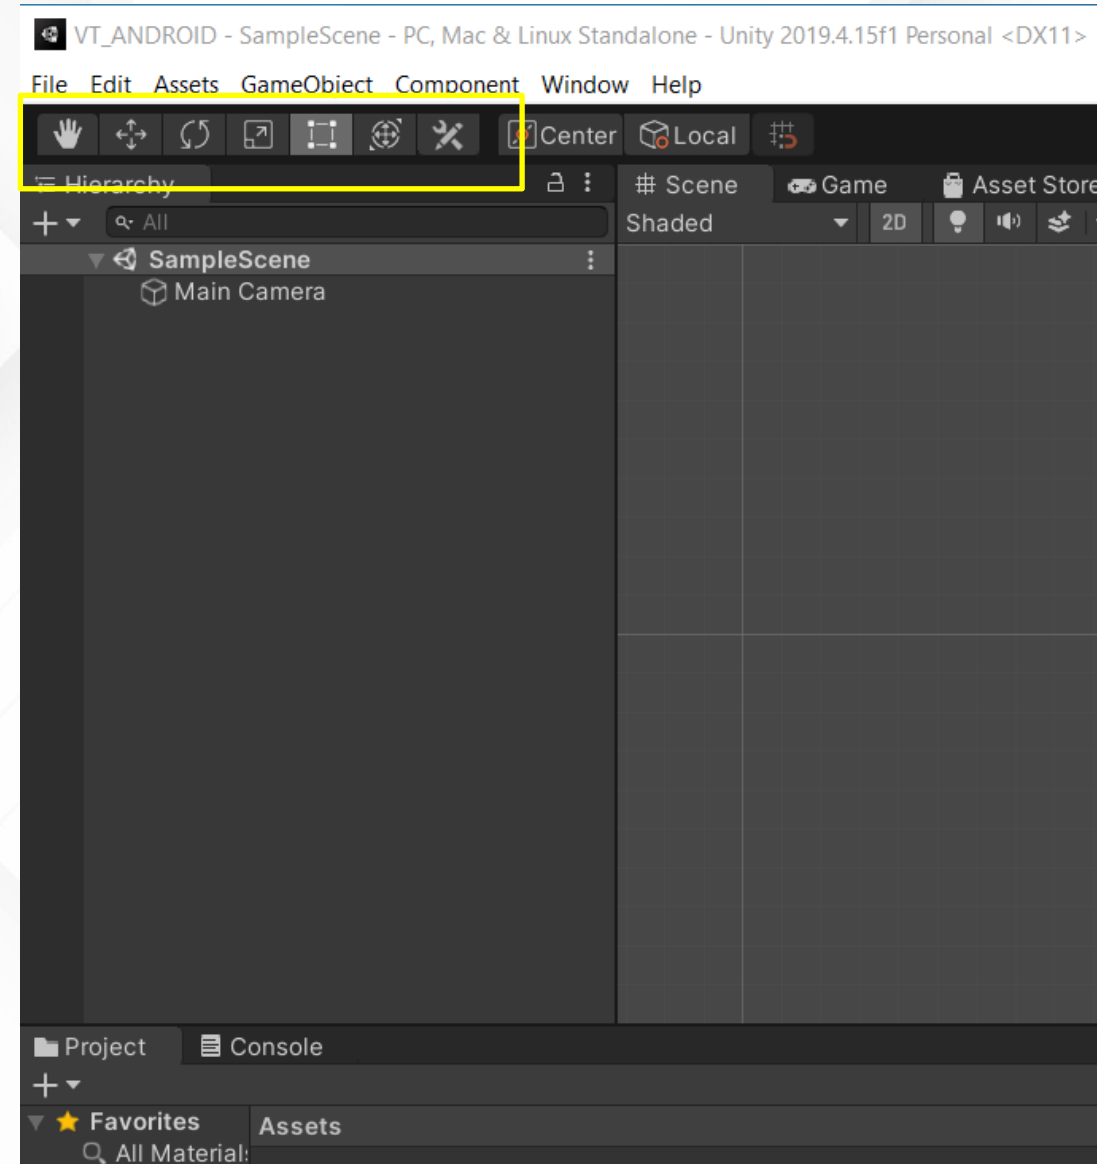 VT_ANDROID - SampleScene - PC, Mac & Linux Standalone - Unity 2019.4.15f1 Personal <DX11>
File Edit Assets GameObject Component Window Help
Center Local
Hierarchy # Scene Game Asset Store
All Shaded 2D
SampleScene
Main Camera
Project Console
Favorites Assets
All Materials